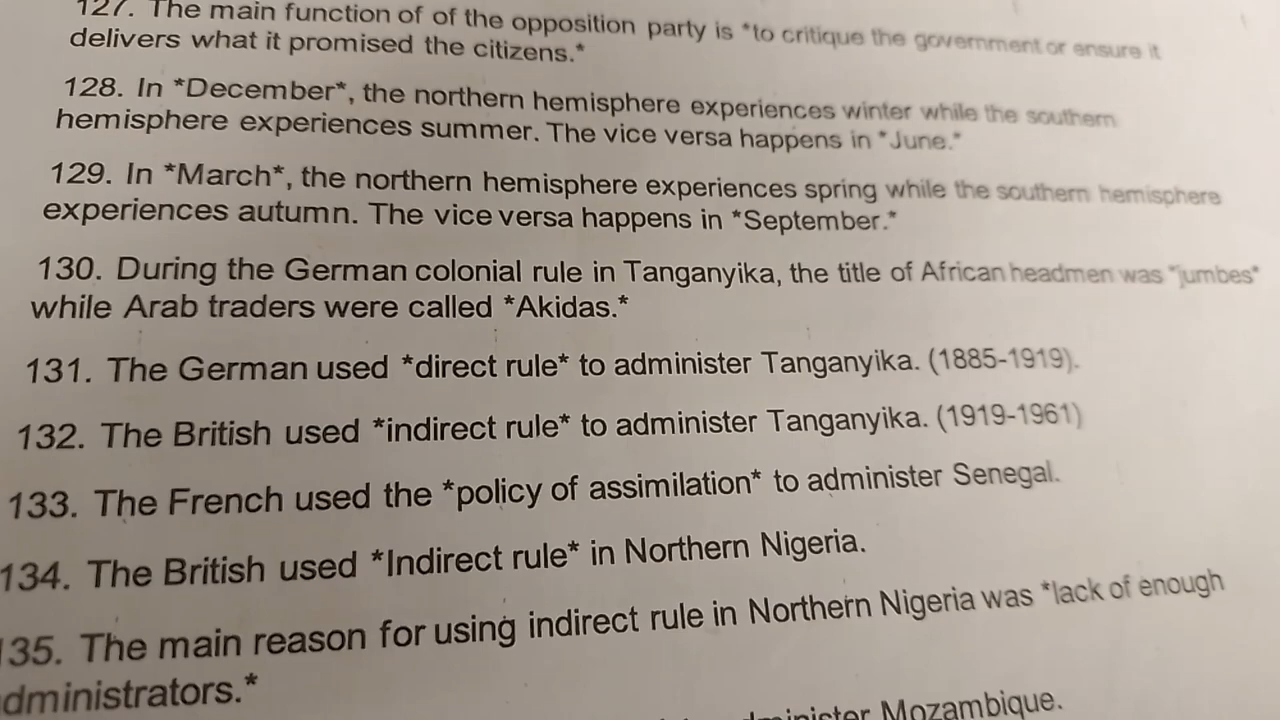 127. The main function of of the opposition party is *to critique the government or ensure it
delivers what it promised the citizens.*
128. In *December*, the northern hemisphere experiences winter while the southern
hemisphere experiences summer. The vice versa happens in *June.*
129. In *March*, the northern hemisphere experiences spring while the southern hemisphere
experiences autumn. The vice versa happens in *September.*
130. During the German colonial rule in Tanganyika, the title of African headmen was *jumbes*
while Arab traders were called *Akidas.*
131. The German used *direct rule* to administer Tanganyika. (1885-1919).
132. The British used *indirect rule* to administer Tanganyika. (1919-1961)
133. The French used the *policy of assimilation* to administer Senegal.
134. The British used *Indirect rule* in Northern Nigeria.
135. The main reason for using indirect rule in Northern Nigeria was *lack of enough
dministrators.*
dminister Mozambique.